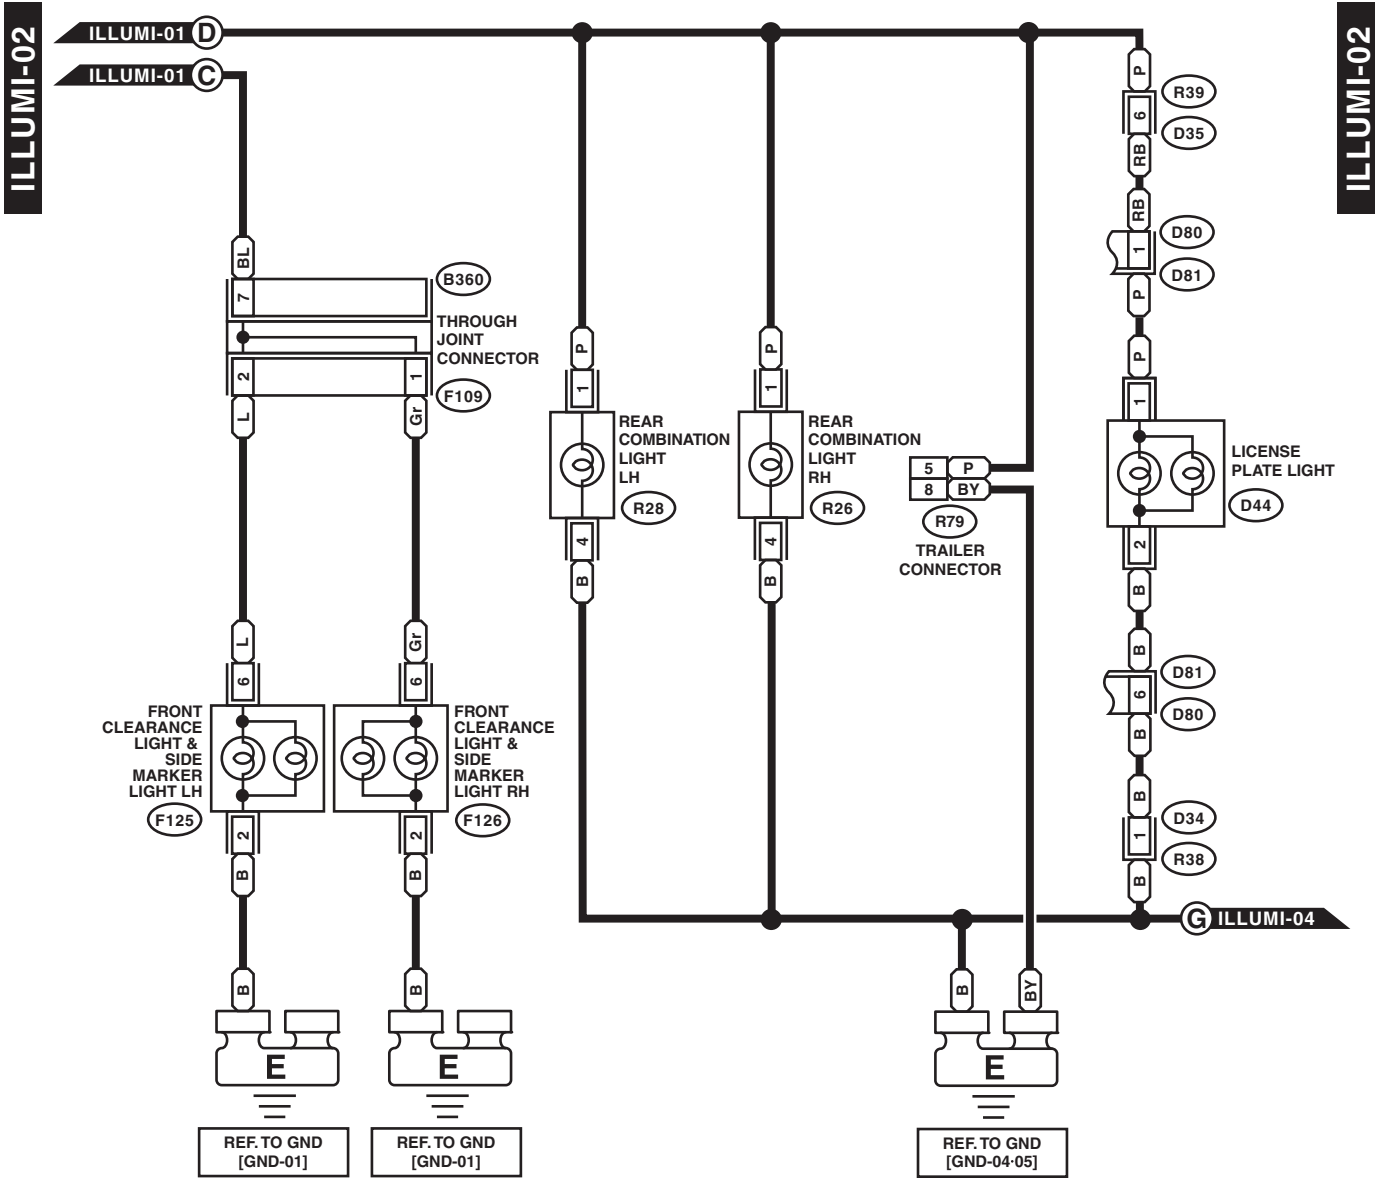 ILLUMI-02
ILLUMI-01 D
ILLUMI-01 C
ILLUMI-02
P
R39
6
D35
RB
RB
D80
1
D81
P
BL
B360
7
THROUGH
JOINT
CONNECTOR
2
1
F109
L
Gr
P
1
REAR
COMBINATION
LIGHT
LH
R28
4
B
P
1
REAR
COMBINATION
LIGHT
RH
R26
4
B
5 P
8 BY
R79
TRAILER
CONNECTOR
P
1
LICENSE
PLATE LIGHT
D44
2
B
B
D81
6
D80
B
B
D34
1
R38
B
L
6
FRONT
CLEARANCE
LIGHT &
SIDE
MARKER
LIGHT LH
F125
2
B
Gr
6
FRONT
CLEARANCE
LIGHT &
SIDE
MARKER
LIGHT RH
F126
2
B
G ILLUMI-04
B
B
B
BY
E
E
E
REF. TO GND
[GND-01]
REF. TO GND
[GND-01]
REF. TO GND
[GND-04·05]